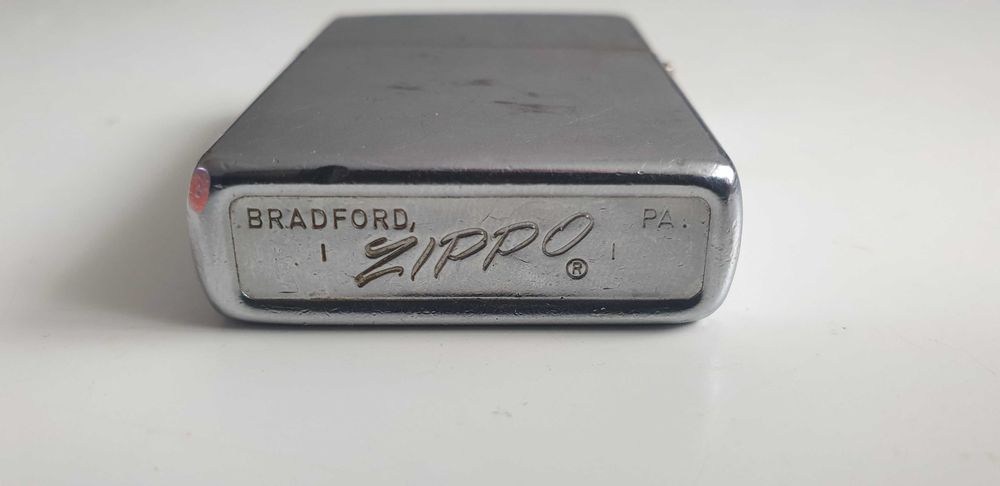 BRADFORD, PA.
| ZIPPO ® |